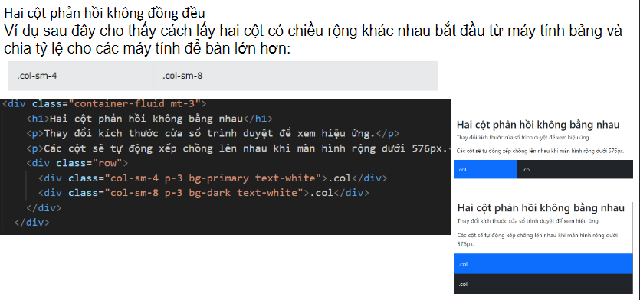 Hai cột phản hồi không đồng đều
Ví dụ sau đây cho thấy cách lấy hai cột có chiều rộng khác nhau bắt đầu từ máy tính bảng và
chia tỷ lệ cho các máy tính để bàn lớn hơn:
.col-sm-4 .col-sm-8
<div class="container-fluid mt-3">
<h1>Hai cột phản hồi không bằng nhau</h1>
<p>Thay đổi kích thước cửa sổ trình duyệt để xem hiệu ứng.</p>
<p>Các cột sẽ tự động xếp chồng lên nhau khi màn hình rộng dưới 576px.
<div class="row">
<div class="col-sm-4 p-3 bg-primary text-white">.col</div>
<div class="col-sm-8 p-3 bg-dark text-white">.col</div>
</div>
</div>
Hai cột phản hồi không bằng nhau
Thay đổi kích thước cửa sổ trình duyệt để xem hiệu ứng.
Các cột sẽ tự động xếp chồng lên nhau khi màn hình rộng dưới 576px.
.col .col
Hai cột phản hồi không bằng nhau
Thay đổi kích thước cửa sổ trình duyệt để xem hiệu ứng.
Các cột sẽ tự động xếp chồng lên nhau khi màn hình rộng dưới
576px.
.col
.col